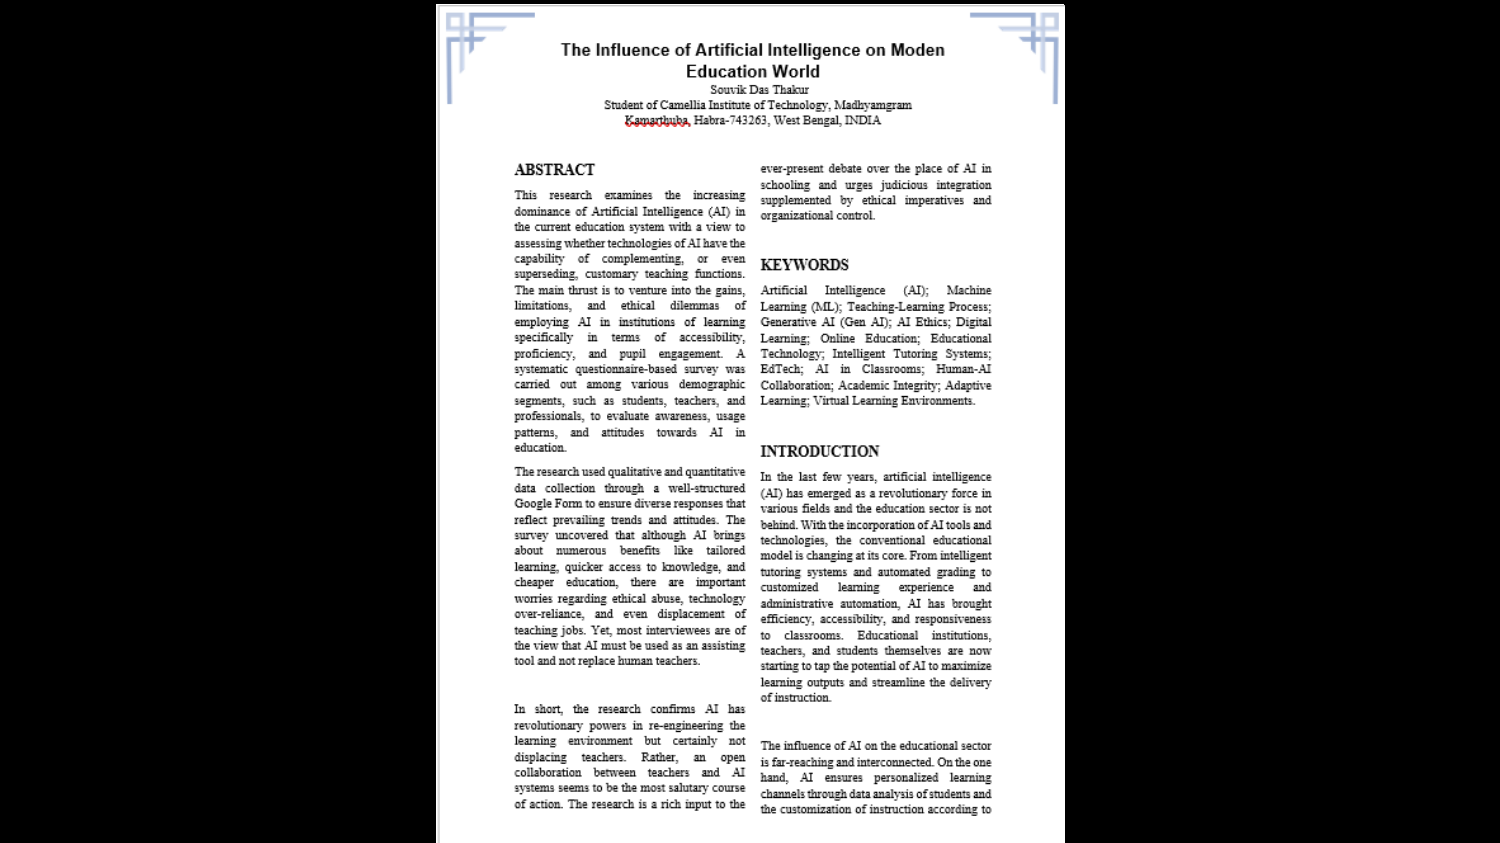 The Influence of Artificial Intelligence on Moden
Education World
Souvik Das Thakur
Student of Camellia Institute of Technology, Madhyamgram
Kamarthuba, Habra-743263, West Bengal, INDIA
ABSTRACT
This research examines the increasing
dominance of Artificial Intelligence (AI) in
the current education system with a view to
assessing whether technologies of AI have the
capability of complementing, or even
superseding, customary teaching functions.
The main thrust is to venture into the gains,
limitations, and ethical dilemmas of
employing AI in institutions of learning
specifically in terms of accessibility,
proficiency, and pupil engagement. A
systematic questionnaire-based survey was
carried out among various demographic
segments, such as students, teachers, and
professionals, to evaluate awareness, usage
patterns, and attitudes towards AI in
education.
The research used qualitative and quantitative
data collection through a well-structured
Google Form to ensure diverse responses that
reflect prevailing trends and attitudes. The
survey uncovered that although AI brings
about numerous benefits like tailored
learning, quicker access to knowledge, and
cheaper education, there are important
worries regarding ethical abuse, technology
over-reliance, and even displacement of
teaching jobs. Yet, most interviewees are of
the view that AI must be used as an assisting
tool and not replace human teachers.
In short, the research confirms AI has
revolutionary powers in re-engineering the
learning environment but certainly not
displacing teachers. Rather, an open
collaboration between teachers and AI
systems seems to be the most salutary course
of action. The research is a rich input to the
ever-present debate over the place of AI in
schooling and urges judicious integration
supplemented by ethical imperatives and
organizational control.
KEYWORDS
Artificial Intelligence (AI); Machine
Learning (ML); Teaching-Learning Process;
Generative AI (Gen AI); AI Ethics; Digital
Learning; Online Education; Educational
Technology; Intelligent Tutoring Systems;
EdTech; AI in Classrooms; Human-AI
Collaboration; Academic Integrity; Adaptive
Learning; Virtual Learning Environments.
INTRODUCTION
In the last few years, artificial intelligence
(AI) has emerged as a revolutionary force in
various fields and the education sector is not
behind. With the incorporation of AI tools and
technologies, the conventional educational
model is changing at its core. From intelligent
tutoring systems and automated grading to
customized learning experience and
administrative automation, AI has brought
efficiency, accessibility, and responsiveness
to classrooms. Educational institutions,
teachers, and students themselves are now
starting to tap the potential of AI to maximize
learning outputs and streamline the delivery
of instruction.
The influence of AI on the educational sector
is far-reaching and interconnected. On the one
hand, AI ensures personalized learning
channels through data analysis of students and
the customization of instruction according to